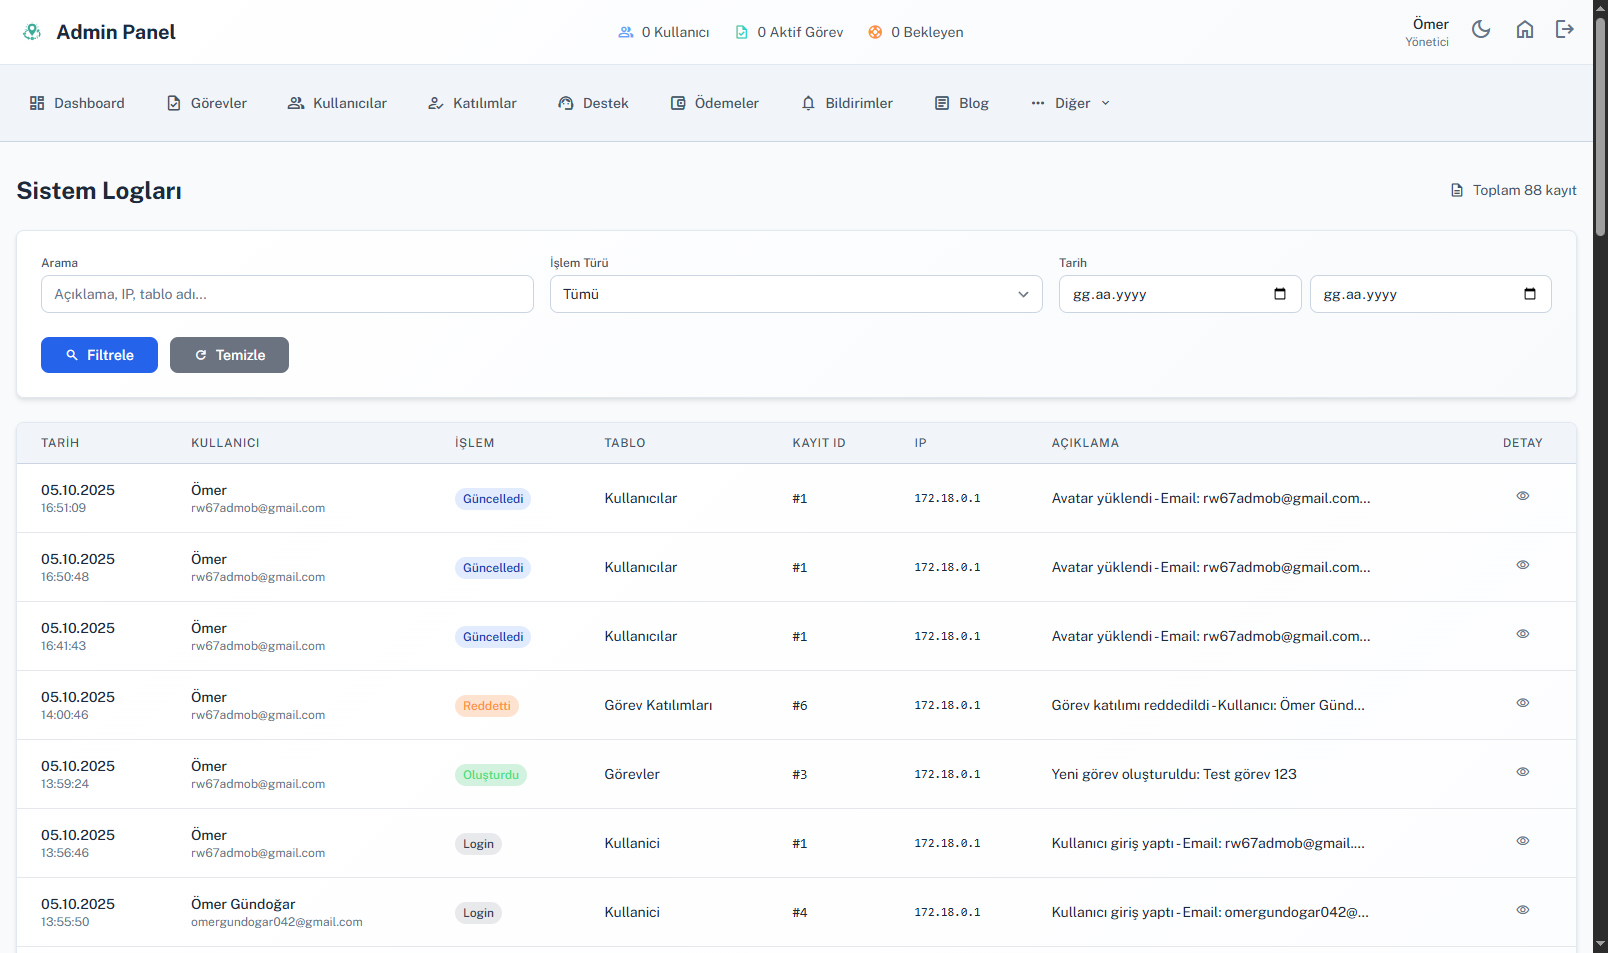 Admin Panel
0 Kullanıcı
0 Aktif Görev
0 Bekleyen
Ömer
Yönetici
Dashboard
Görevler
Kullanıcılar
Katılımlar
Destek
Ödemeler
Bildirimler
Blog
Diğer
Sistem Logları
Toplam 88 kayıt
Arama
İşlem Türü
Tarih
Açıklama, IP, tablo adı...
Tümü
gg.aa.yyyy
gg.aa.yyyy
Filtrele
Temizle
TARİH KULLANICI İŞLEM TABLO KAYIT ID IP AÇIKLAMA DETAY
05.10.2025 Ömer
16:51:09 rw67admob@gmail.com
Güncelledi Kullanıcılar #1 172.18.0.1 Avatar yüklendi - Email: rw67admob@gmail.com...
05.10.2025 Ömer
16:50:48 rw67admob@gmail.com
Güncelledi Kullanıcılar #1 172.18.0.1 Avatar yüklendi - Email: rw67admob@gmail.com...
05.10.2025 Ömer
16:41:43 rw67admob@gmail.com
Güncelledi Kullanıcılar #1 172.18.0.1 Avatar yüklendi - Email: rw67admob@gmail.com...
05.10.2025 Ömer
14:00:46 rw67admob@gmail.com
Reddetti Görev Katılımları #6 172.18.0.1 Görev katılımı reddedildi - Kullanıcı: Ömer Günd...
05.10.2025 Ömer
13:59:24 rw67admob@gmail.com
Oluşturdu Görevler #3 172.18.0.1 Yeni görev oluşturuldu: Test görev 123
05.10.2025 Ömer
13:56:46 rw67admob@gmail.com
Login Kullanici #1 172.18.0.1 Kullanıcı giriş yaptı - Email: rw67admob@gmail....
05.10.2025 Ömer Gündoğar
13:55:50 omergundogar042@gmail.com
Login Kullanici #4 172.18.0.1 Kullanıcı giriş yaptı - Email: omergundogar042@...